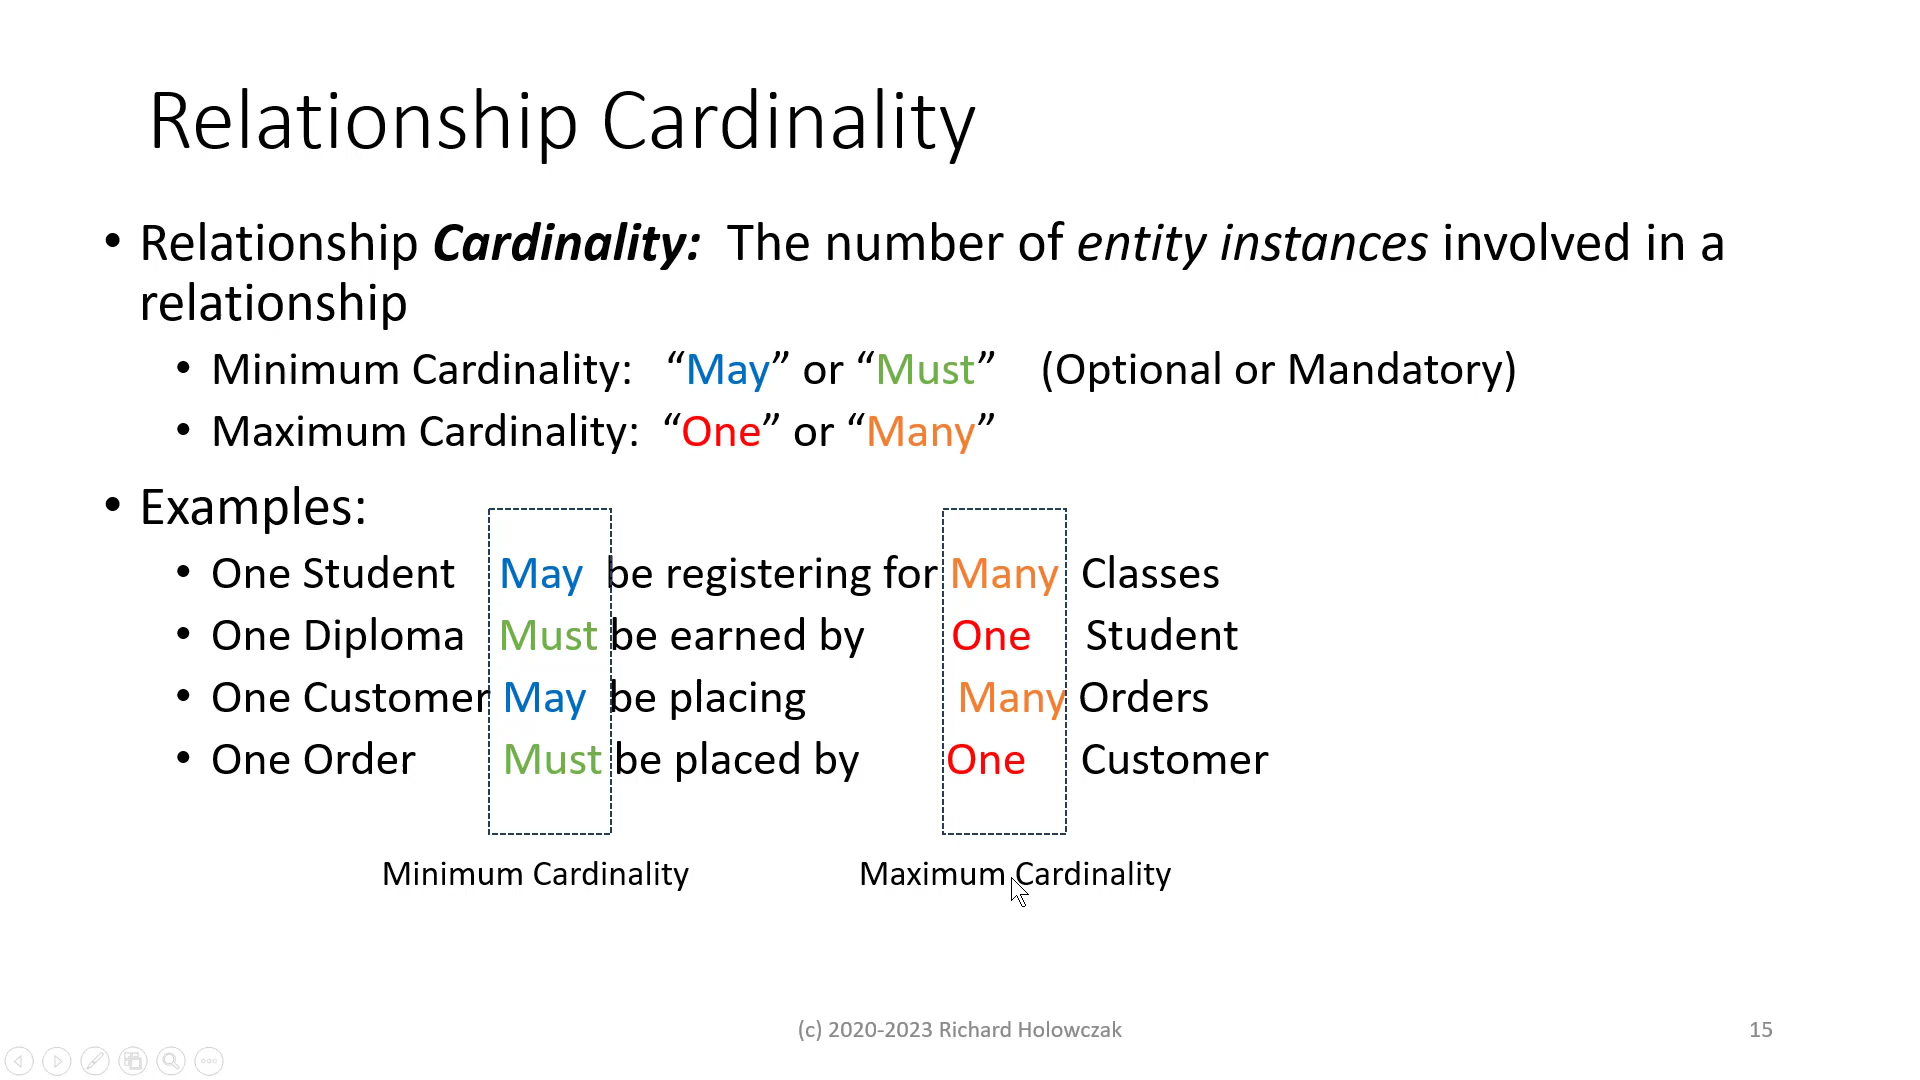 Relationship Cardinality
• Relationship Cardinality: The number of entity instances involved in a
relationship
• Minimum Cardinality: “May” or “Must” (Optional or Mandatory)
• Maximum Cardinality: “One” or “Many”
• Examples:
• One Student May be registering for Many Classes
• One Diploma Must be earned by One Student
• One Customer May be placing Many Orders
• One Order Must be placed by One Customer
Minimum Cardinality Maximum Cardinality
(c) 2020-2023 Richard Holowczak 15